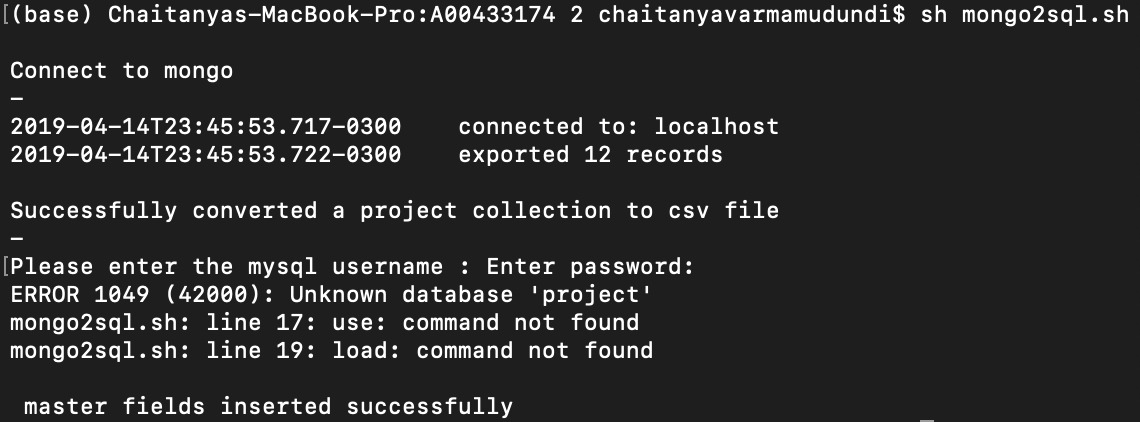 [(base) Chaitanyas-MacBook-Pro:A00433174 2 chaitanyavarmamudundi$ sh mongo2sql.sh
Connect to mongo
–
2019-04-14T23:45:53.717-0300    connected to: localhost
2019-04-14T23:45:53.722-0300    exported 12 records
Successfully converted a project collection to csv file
–
[Please enter the mysql username : Enter password:
ERROR 1049 (42000): Unknown database 'project'
mongo2sql.sh: line 17: use: command not found
mongo2sql.sh: line 19: load: command not found
 master fields inserted successfully